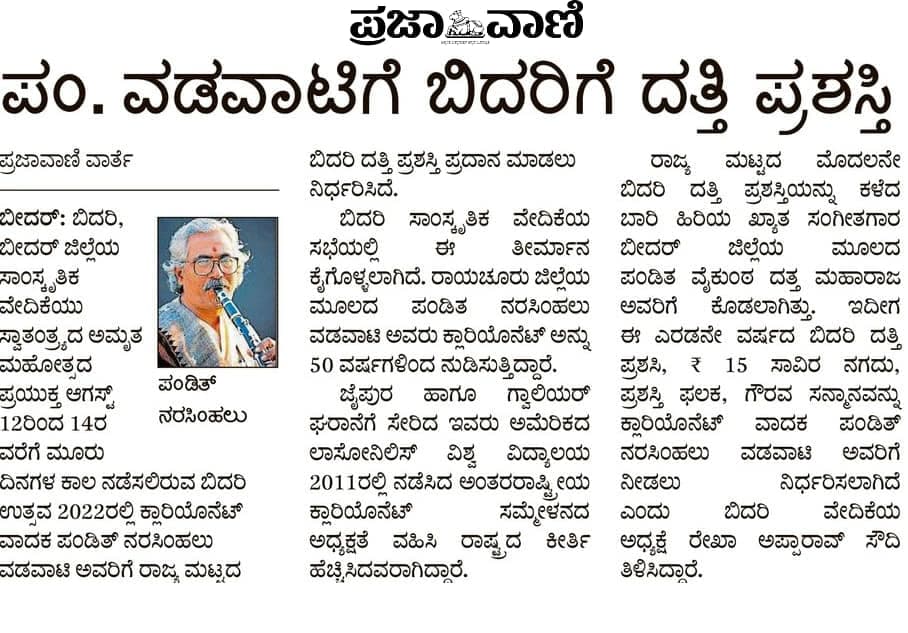 ಪ್ರಜಾವಾಣಿ
ಪಂ. ವಡವಾಟಿಗೆ ಬಿದರಿಗೆ ದತ್ತಿ ಪ್ರಶಸ್ತಿ
ಪ್ರಜಾವಾಣಿ ವಾರ್ತೆ
ಬೀದರ್: ಬಿದರಿ,
ಬೀದರ್ ಜಿಲ್ಲೆಯ
ಸಾಂಸ್ಕೃತಿಕ
ವೇದಿಕೆಯು
ಸ್ವಾತಂತ್ರ್ಯದ ಅಮೃತ
ಮಹೋತ್ಸದ
ಪ್ರಯುಕ್ತ ಆಗಸ್ಟ್
12ರಿಂದ 14ರ
ವರೆಗೆ ಮೂರು
ದಿನಗಳ ಕಾಲ ನಡೆಸಲಿರುವ ಬಿದರಿ
ಉತ್ಸವ 2022ರಲ್ಲಿ ಕ್ಲಾರಿಯೊನೆಟ್
ವಾದಕ ಪಂಡಿತ್ ನರಸಿಂಹಲು
ವಡವಾಟಿ ಅವರಿಗೆ ರಾಜ್ಯ ಮಟ್ಟದ
ಪಂಡಿತ್
ನರಸಿಂಹಲು
ಬಿದರಿ ದತ್ತಿ ಪ್ರಶಸ್ತಿ ಪ್ರದಾನ ಮಾಡಲು
ನಿರ್ಧರಿಸಿದೆ.
ಬಿದರಿ ಸಾಂಸ್ಕೃತಿಕ ವೇದಿಕೆಯ
ಸಭೆಯಲ್ಲಿ ಈ ತೀರ್ಮಾನ
ಕೈಗೊಳ್ಳಲಾಗಿದೆ. ರಾಯಚೂರು ಜಿಲ್ಲೆಯ
ಮೂಲದ ಪಂಡಿತ ನರಸಿಂಹಲು
ವಡವಾಟಿ ಅವರು ಕ್ಲಾರಿಯೊನೆಟ್ ಅನ್ನು
50 ವರ್ಷಗಳಿಂದ ನುಡಿಸುತ್ತಿದ್ದಾರೆ.
ಜೈಪುರ ಹಾಗೂ ಗ್ವಾಲಿಯರ್
ಘರಾನೆಗೆ ಸೇರಿದ ಇವರು ಅಮೆರಿಕದ
ಲಾಸೋನಿಲಿಸ್ ವಿಶ್ವ ವಿದ್ಯಾಲಯ
2011ರಲ್ಲಿ ನಡೆಸಿದ ಅಂತರರಾಷ್ಟ್ರೀಯ
ಕ್ಲಾರಿಯೊನೆಟ್ ಸಮ್ಮೇಳನದ
ಅಧ್ಯಕ್ಷತೆ ವಹಿಸಿ ರಾಷ್ಟ್ರದ ಕೀರ್ತಿ
ಹೆಚ್ಚಿಸಿದವರಾಗಿದ್ದಾರೆ.
ರಾಜ್ಯ ಮಟ್ಟದ ಮೊದಲನೇ
ಬಿದರಿ ದತ್ತಿ ಪ್ರಶಸ್ತಿಯನ್ನು ಕಳೆದ
ಬಾರಿ ಹಿರಿಯ ಖ್ಯಾತ ಸಂಗೀತಗಾರ
ಬೀದರ್ ಜಿಲ್ಲೆಯ ಮೂಲದ
ಪಂಡಿತ ವೈಕುಂಠ ದತ್ತ ಮಹಾರಾಜ
ಅವರಿಗೆ ಕೊಡಲಾಗಿತ್ತು. ಇದೀಗ
ಈ ಎರಡನೇ ವರ್ಷದ ಬಿದರಿ ದತ್ತಿ
ಪ್ರಶಸಿ, ₹ 15 ಸಾವಿರ ನಗದು,
ಪ್ರಶಸ್ತಿ ಫಲಕ, ಗೌರವ ಸನ್ಮಾನವನ್ನು
ಕ್ಲಾರಿಯೊನೆಟ್ ವಾದಕ ಪಂಡಿತ್
ನರಸಿಂಹಲು ವಡವಾಟಿ ಅವರಿಗೆ
ನೀಡಲು ನಿರ್ಧರಿಸಲಾಗಿದೆ
ಎಂದು ಬಿದರಿ ವೇದಿಕೆಯ
ಅಧ್ಯಕ್ಷೆ ರೇಖಾ ಅಪ್ಪಾರಾವ್ ಸೌದಿ
ತಿಳಿಸಿದ್ದಾರೆ.